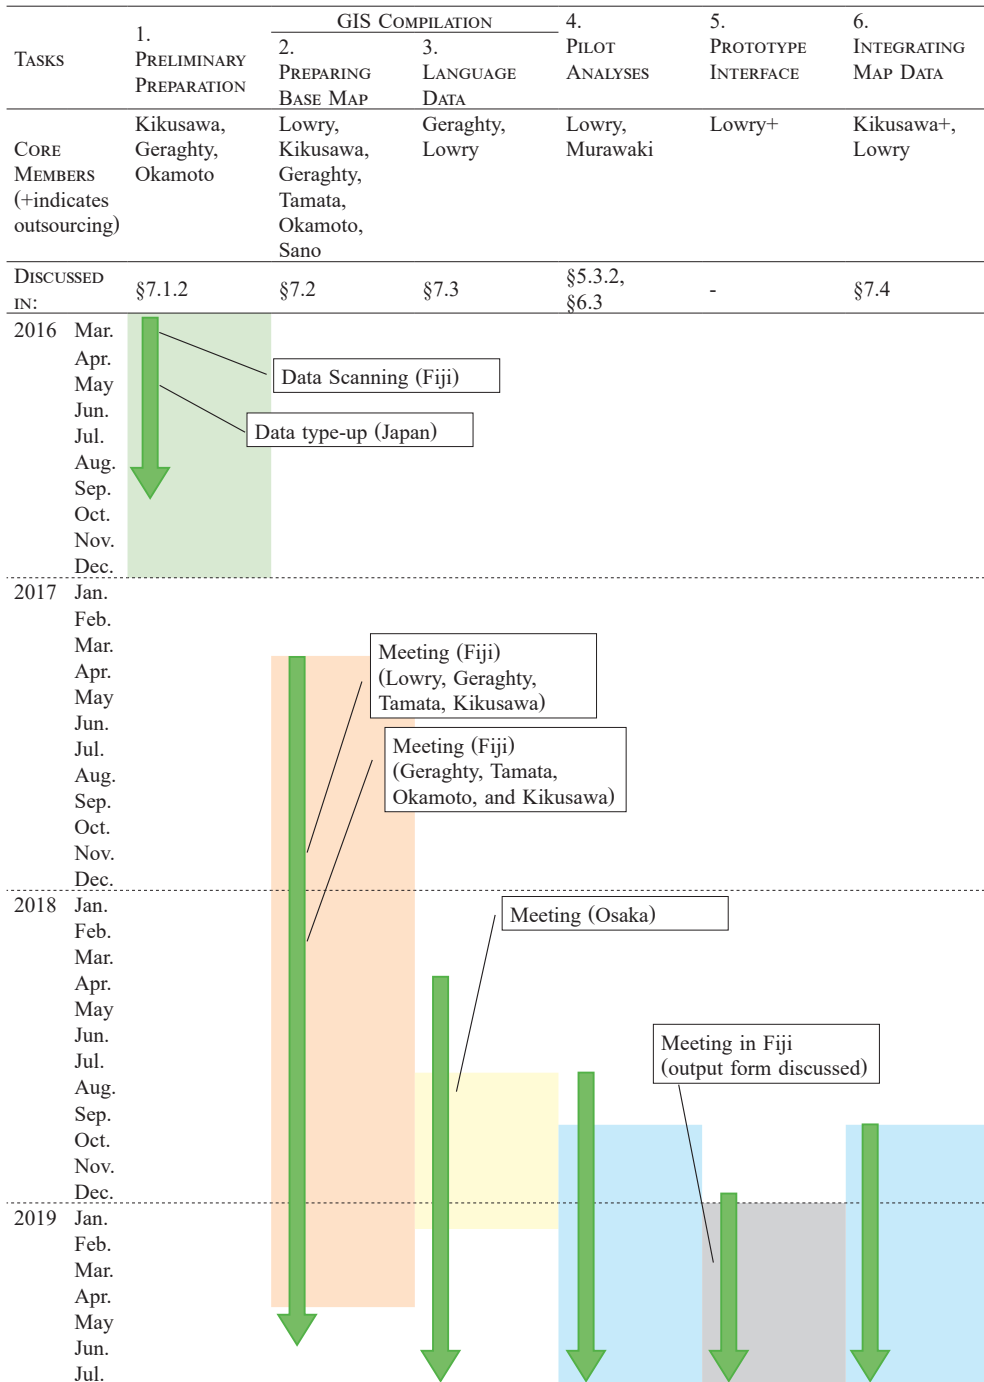 TASKS
1.
PRELIMINARY
PREPARATION
GIS COMPILATION
2.
PREPARING
BASE MAP
3.
LANGUAGE
DATA
4.
PILOT
ANALYSES
5.
PROTOTYPE
INTERFACE
6.
INTEGRATING
MAP DATA
CORE
MEMBERS
(+indicates
outsourcing)
Kikusawa,
Geraghty,
Okamoto
Lowry,
Kikusawa,
Geraghty,
Tamata,
Okamoto,
Sano
Geraghty,
Lowry
Lowry,
Murawaki
Lowry+
Kikusawa+,
Lowry
DISCUSSED
IN:
§7.1.2
§7.2
§7.3
§5.3.2,
§6.3
-
§7.4
2016 Mar.
Apr.
May
Jun.
Jul.
Aug.
Sep.
Oct.
Nov.
Dec.
Data Scanning (Fiji)
Data type-up (Japan)
2017 Jan.
Feb.
Mar.
Apr.
May
Jun.
Jul.
Aug.
Sep.
Oct.
Nov.
Dec.
Meeting (Fiji)
(Lowry, Geraghty,
Tamata, Kikusawa)
Meeting (Fiji)
(Geraghty, Tamata,
Okamoto, and Kikusawa)
2018 Jan.
Feb.
Mar.
Apr.
May
Jun.
Jul.
Aug.
Sep.
Oct.
Nov.
Dec.
Meeting (Osaka)
Meeting in Fiji
(output form discussed)
2019 Jan.
Feb.
Mar.
Apr.
May
Jun.
Jul.